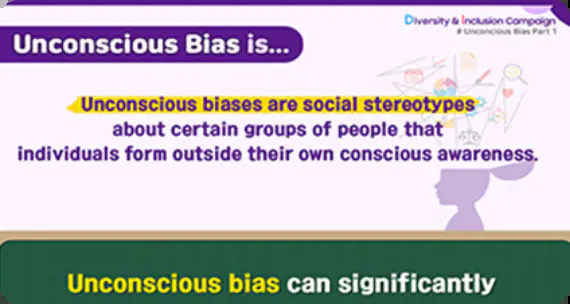 Diversity & Inclusion Campaign
# Unconcious Bias Part 1
Unconscious Bias is...
Unconscious biases are social stereotypes
about certain groups of people that
individuals form outside their own conscious awareness.
Unconscious bias can significantly